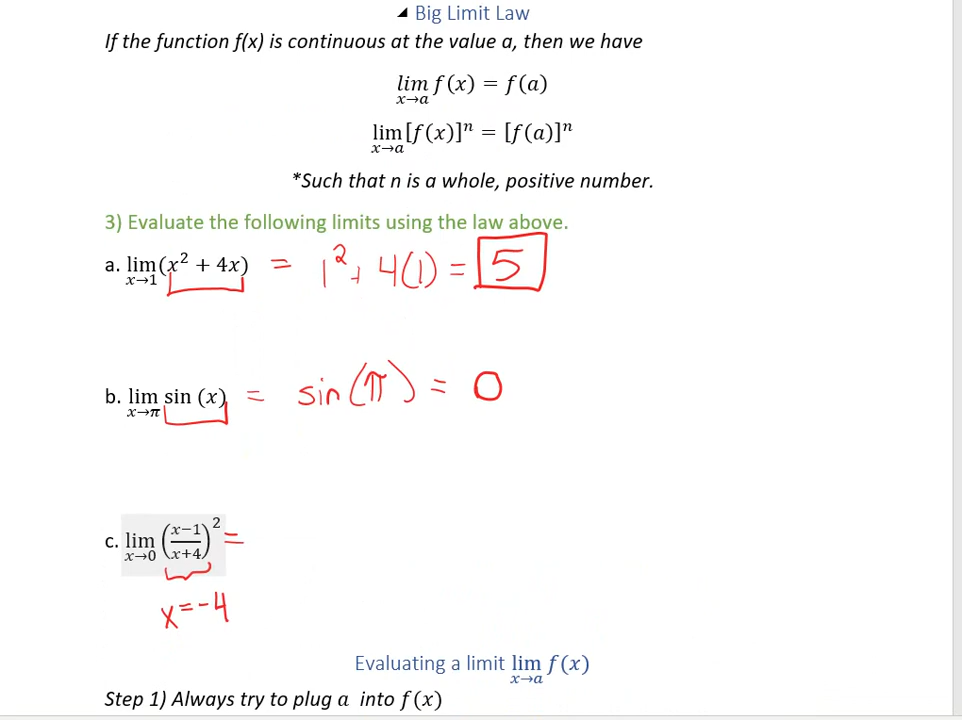 ◢ Big Limit Law
If the function f(x) is continuous at the value a, then we have
lim x→a f(x) = f(a)
lim x→a [f(x)]ⁿ = [f(a)]ⁿ
*Such that n is a whole, positive number.
3) Evaluate the following limits using the law above.
a. lim x→1 (x² + 4x) = 1² + 4(1) = 5
b. lim x→π sin (x) = sin(π) = 0
c. lim x→0 ((x−1)/(x+4))² =
x=-4
Evaluating a limit lim x→a f(x)
Step 1) Always try to plug a into f(x)